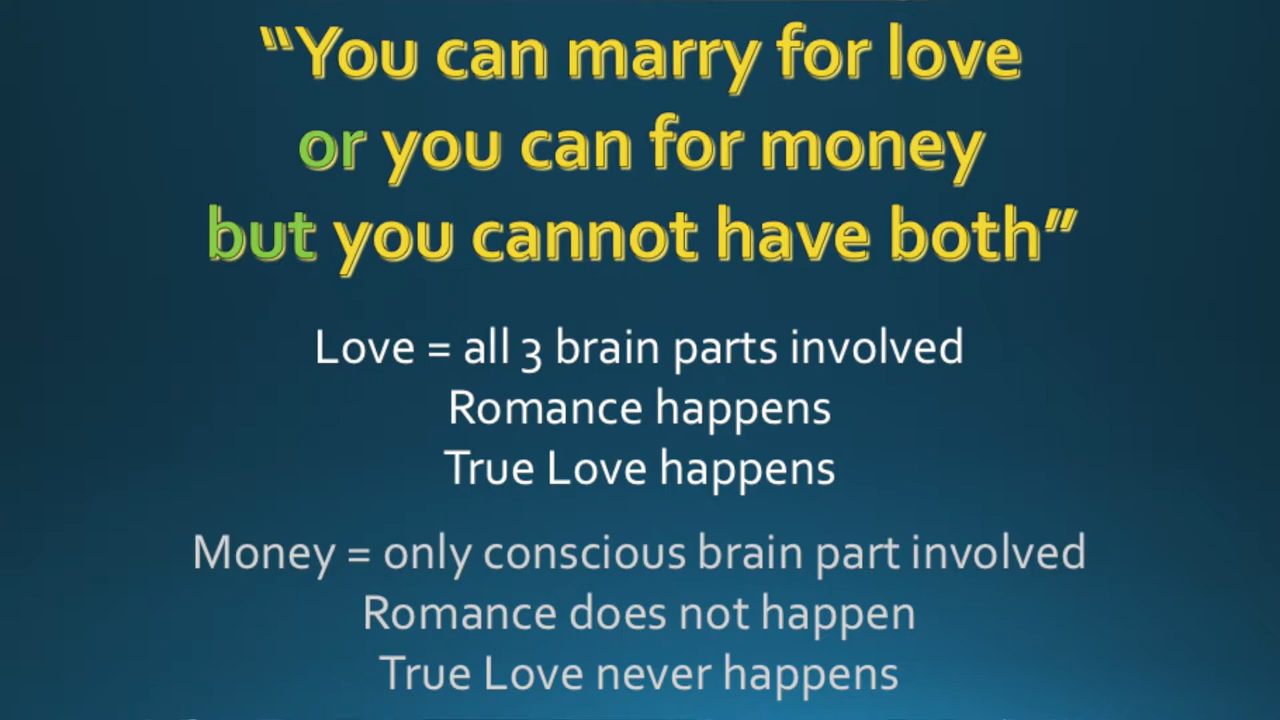 “You can marry for love
or you can for money
but you cannot have both”
Love = all 3 brain parts involved
Romance happens
True Love happens
Money = only conscious brain part involved
Romance does not happen
True Love never happens